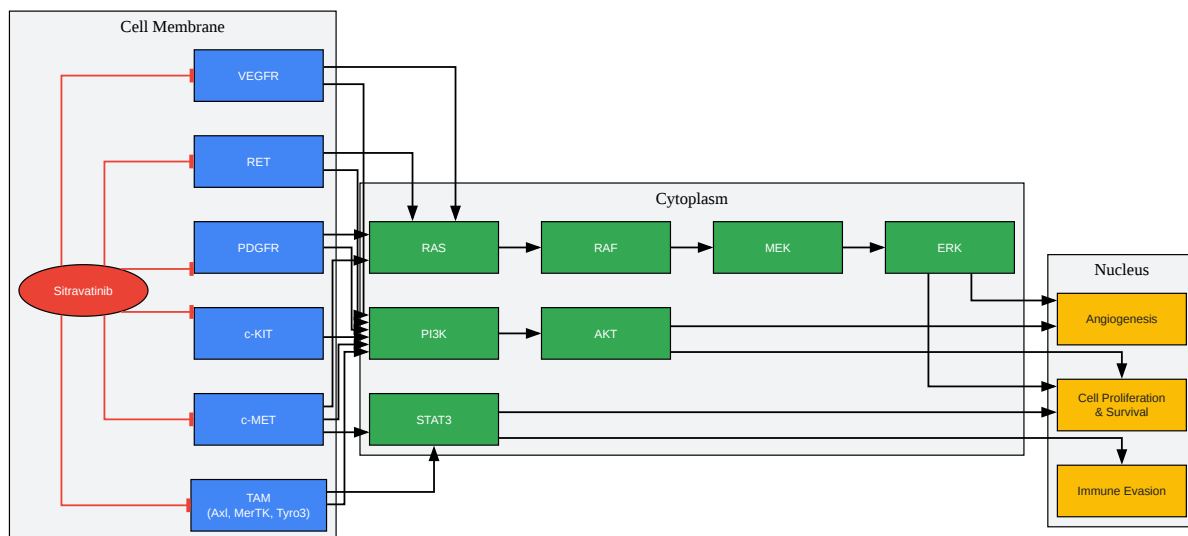 Cell Membrane
VEGFR
RET
PDGFR
Sitravatinib
c-KIT
c-MET
TAM
(Axl, MerTK, Tyro3)
Cytoplasm
RAS
RAF
MEK
ERK
PI3K
AKT
STAT3
Nucleus
Angiogenesis
Cell Proliferation
& Survival
Immune Evasion